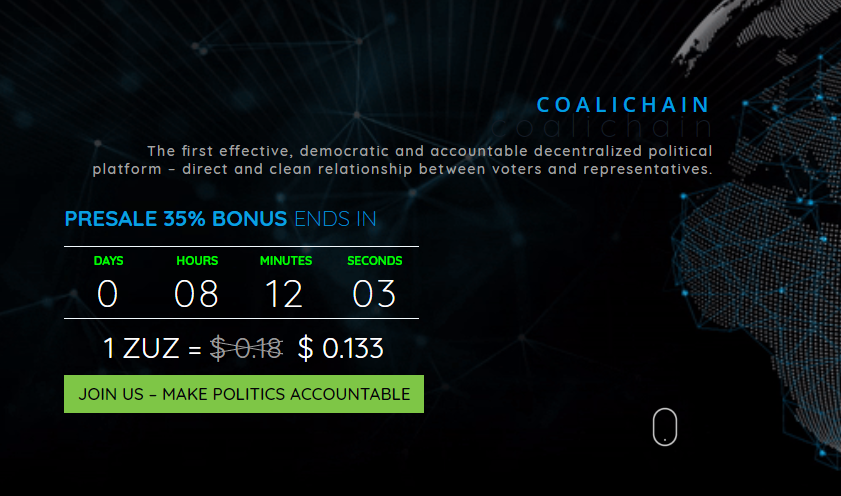 COALICHAIN
coalichain
The first effective, democratic and accountable decentralized political
platform – direct and clean relationship between voters and representatives.
PRESALE 35% BONUS ENDS IN
DAYS HOURS MINUTES SECONDS
0 08 12 03
1 ZUZ = $ 0.18 $ 0.133
JOIN US – MAKE POLITICS ACCOUNTABLE